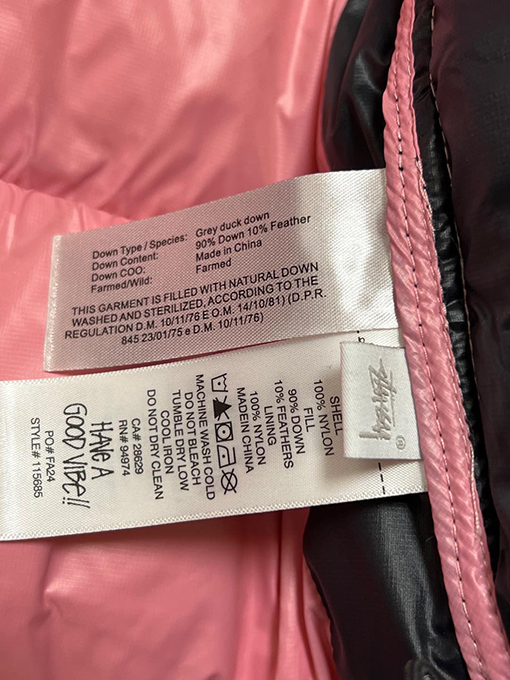 Down Type / Species: Grey duck down
Down Content: 90% Down 10% Feather
Down COO: Made in China
Farmed/Wild: Farmed
THIS GARMENT IS FILLED WITH NATURAL DOWN
WASHED AND STERILIZED, ACCORDING TO THE
REGULATION D.M. 10/11/76 E O.M. 14/10/81) (D.P.R.
845 23/01/75 e D.M. 10/11/76)
Stüssy ®
SHELL
100% NYLON
FILL
90% DOWN
10% FEATHERS
LINING
100% NYLON
MADE IN CHINA
MACHINE WASH COLD
DO NOT BLEACH
TUMBLE DRY LOW
COOL IRON
DO NOT DRY CLEAN
CA# 28629
RN# 94974
HAVE A
GOOD VIBE!!
PO# FA24
STYLE# 115685